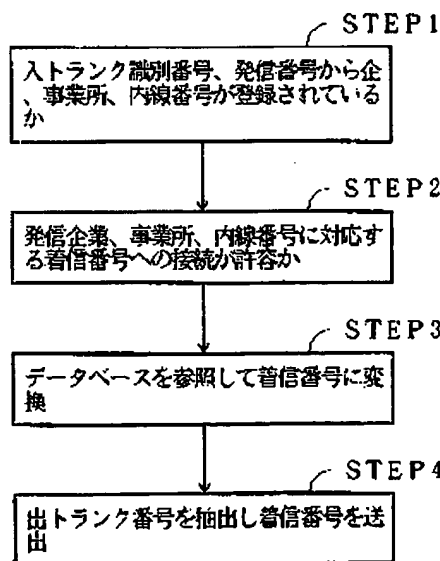 STEP1
入トランク識別番号、発信番号から企
、事業所、内線番号が登録されている
か
STEP2
発信企業、事業所、内線番号に対応す
る着信番号への接続が許容か
STEP3
データベースを参照して着信番号に変
換
STEP4
出トランク番号を抽出し着信番号を送
出